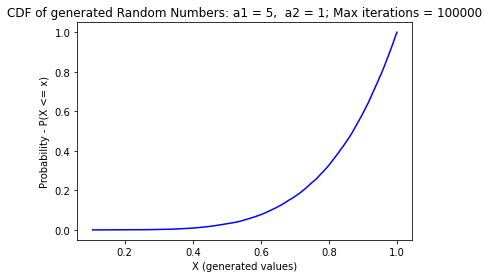 CDF of generated Random Numbers: a1 = 5,  a2 = 1; Max iterations = 100000
1.0
0.8
0.6
0.4
0.2
0.0
Probability - P(X <= x)
0.2 0.4 0.6 0.8 1.0
X (generated values)